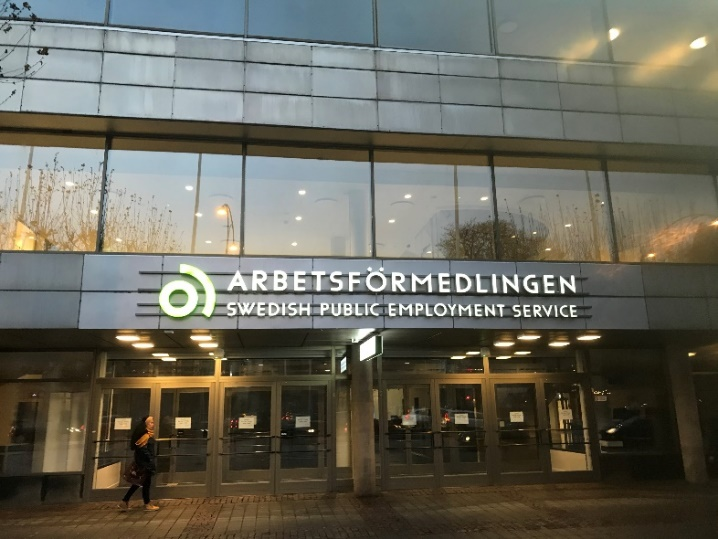 ARBETSFÖRMEDLINGEN
SWEDISH PUBLIC EMPLOYMENT SERVICE